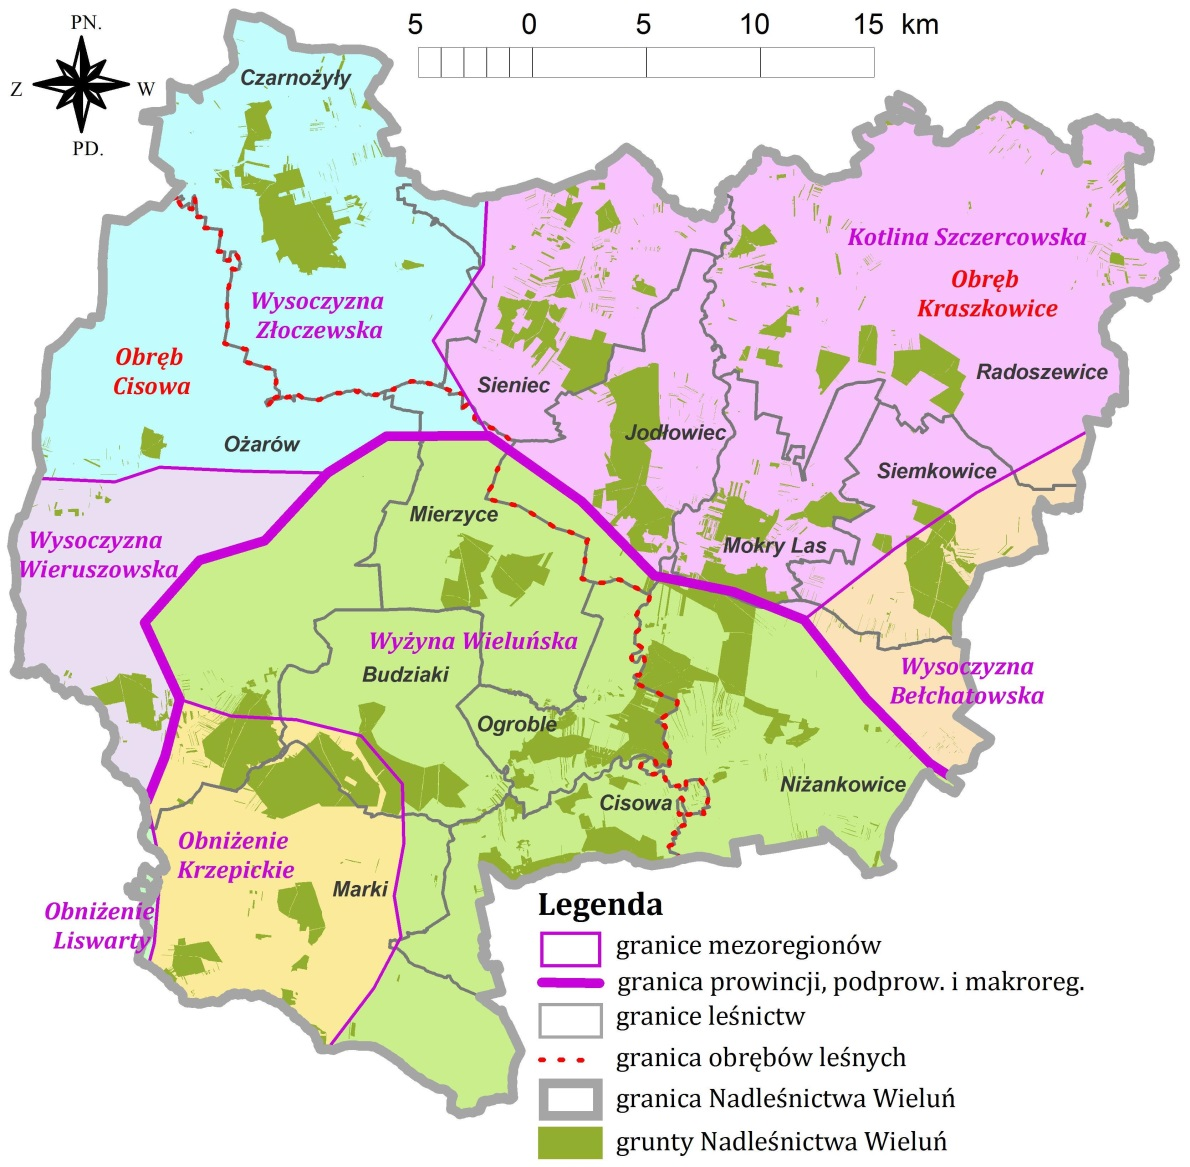 PN.
Z
W
PD.
5 0 5 10 15 km
Czarnożyły
Kotlina Szczercowska
Obręb
Kraszkowice
Wysoczyzna
Złoczewska
Obręb
Cisowa
Sieniec
Radoszewice
Jodłowiec
Ożarów
Siemkowice
Mierzyce
Mokry Las
Wysoczyzna
Wieruszowska
Wyżyna Wieluńska
Budziaki
Wysoczyzna
Bełchatowska
Ogroble
Niżankowice
Cisowa
Obniżenie
Krzepickie
Marki
Obniżenie
Liswarty
Legenda
granice mezoregionów
granica prowincji, podprow. i makroreg.
granice leśnictw
granica obrębów leśnych
granica Nadleśnictwa Wieluń
grunty Nadleśnictwa Wieluń